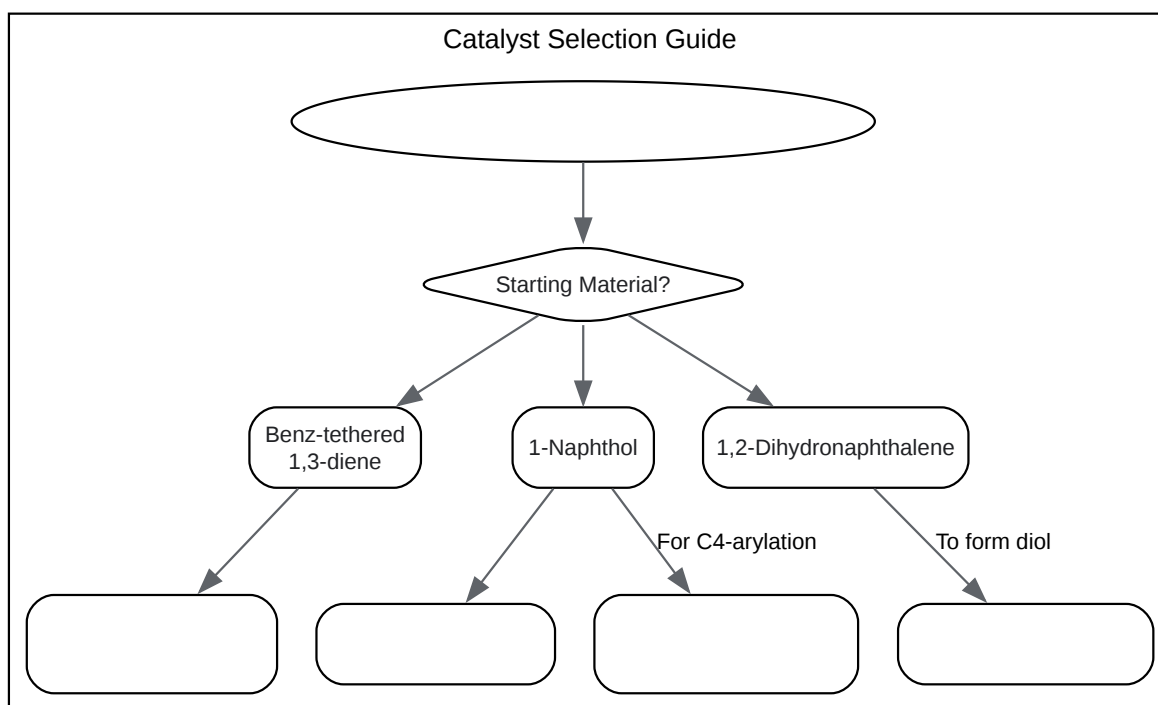 Catalyst Selection Guide
Starting Material?
Benz-tethered
1,3-diene
1-Naphthol
1,2-Dihydronaphthalene
For C4-arylation
To form diol